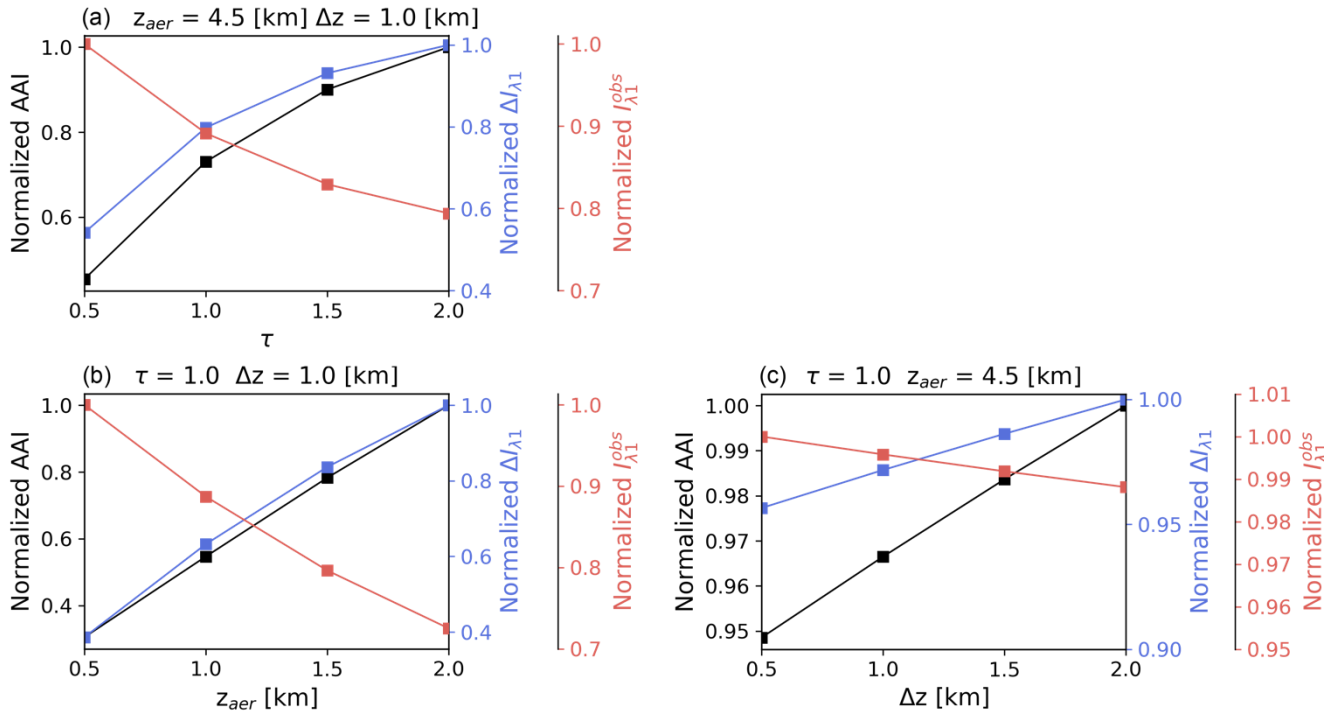 (a) z_aer = 4.5 [km] Δz = 1.0 [km]
Normalized AAI
1.0
0.8
0.6
1.0
0.8
0.6
0.4
Normalized ΔI_λ1
1.0
0.9
0.8
0.7
Normalized I^obs_λ1
0.5 1.0 1.5 2.0
τ
(b) τ = 1.0 Δz = 1.0 [km]
Normalized AAI
1.0
0.8
0.6
0.4
1.0
0.8
0.6
0.4
Normalized ΔI_λ1
1.0
0.9
0.8
0.7
Normalized I^obs_λ1
0.5 1.0 1.5 2.0
z_aer [km]
(c) τ = 1.0 z_aer = 4.5 [km]
Normalized AAI
1.00
0.99
0.98
0.97
0.96
0.95
1.00
0.95
0.90
Normalized ΔI_λ1
1.01
1.00
0.99
0.98
0.97
0.96
0.95
Normalized I^obs_λ1
0.5 1.0 1.5 2.0
Δz [km]